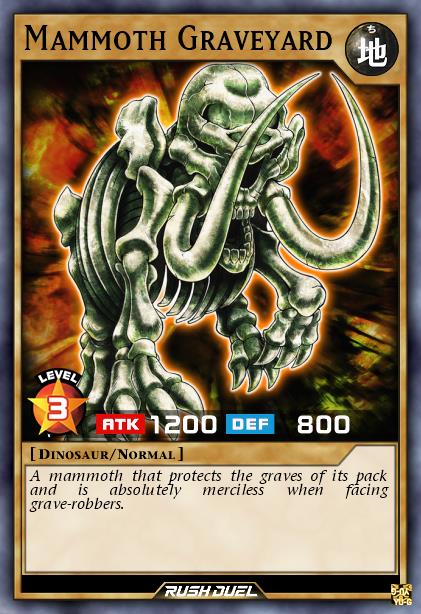 MAMMOTH GRAVEYARD
ち
地
LEVEL
3
ATK 1200 DEF 800
[DINOSAUR/NORMAL]
A mammoth that protects the graves of its pack
and is absolutely merciless when facing
grave-robbers.
RUSH DUEL